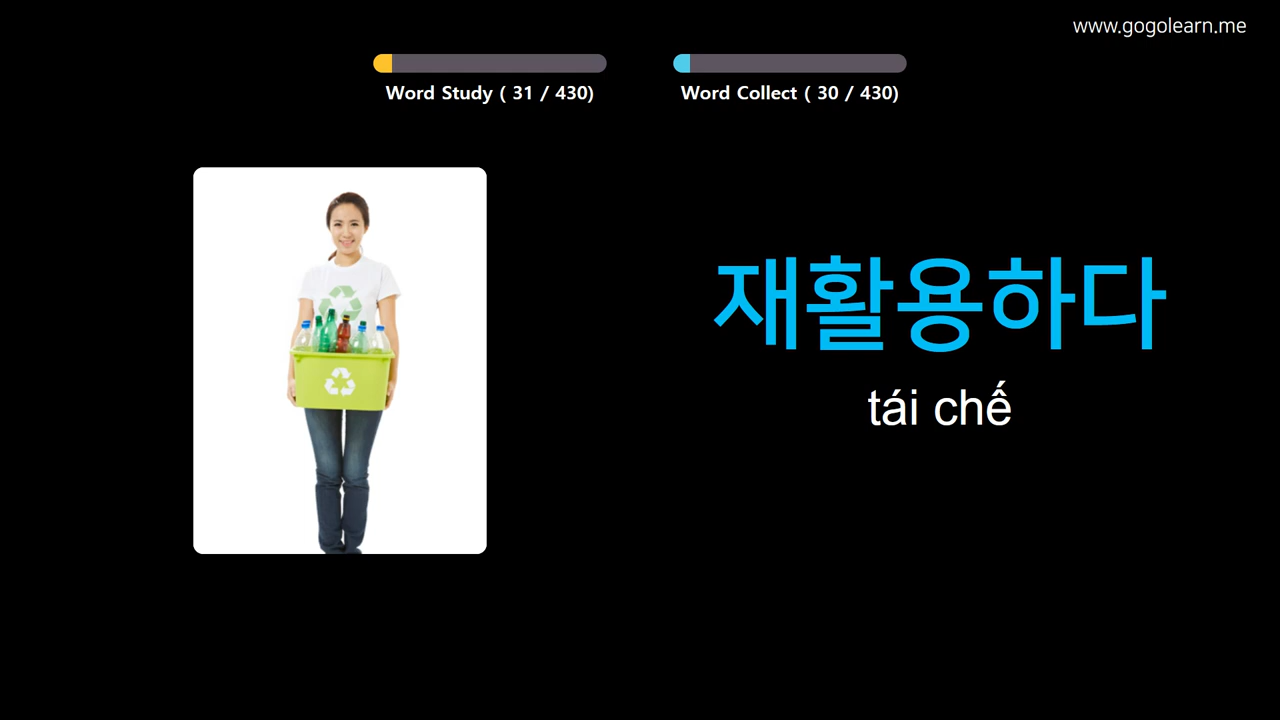 www.gogolearn.me
Word Study ( 31 / 430)
Word Collect ( 30 / 430)
재활용하다
tái chế